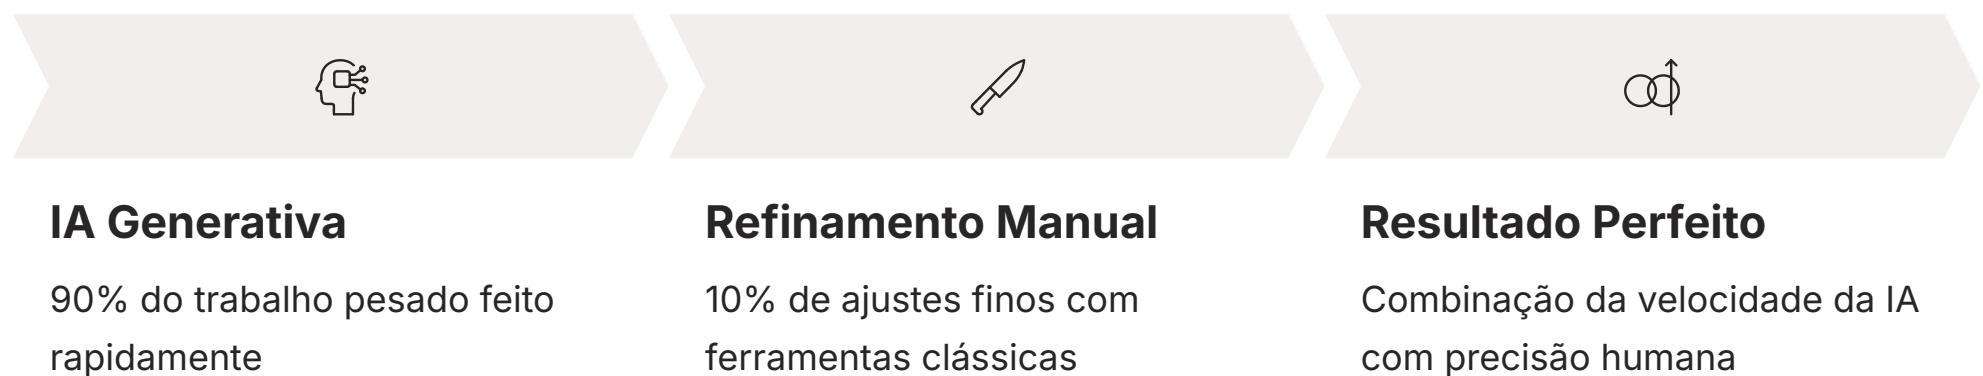 IA Generativa
90% do trabalho pesado feito
rapidamente
Refinamento Manual
10% de ajustes finos com
ferramentas clássicas
Resultado Perfeito
Combinação da velocidade da IA
com precisão humana